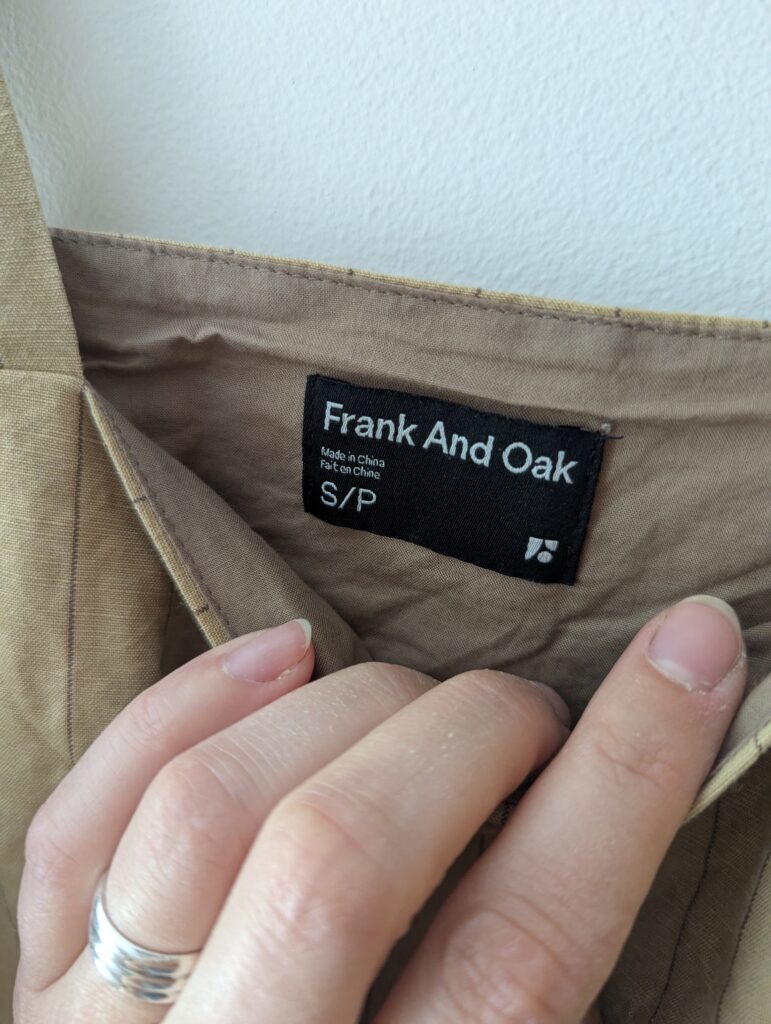 Frank And Oak
Made in China
Fait en Chine
S/P